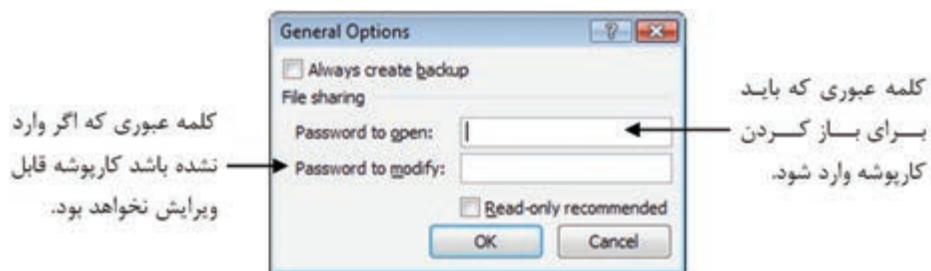 General Options
Always create backup
File sharing
Password to open:
Password to modify:
Read-only recommended
OK Cancel
کلمه عبوری که باید
برای باز کردن
کارپوشه وارد شود.
کلمه عبوری که اگر وارد
نشده باشد کارپوشه قابل
ویرایش نخواهد بود.